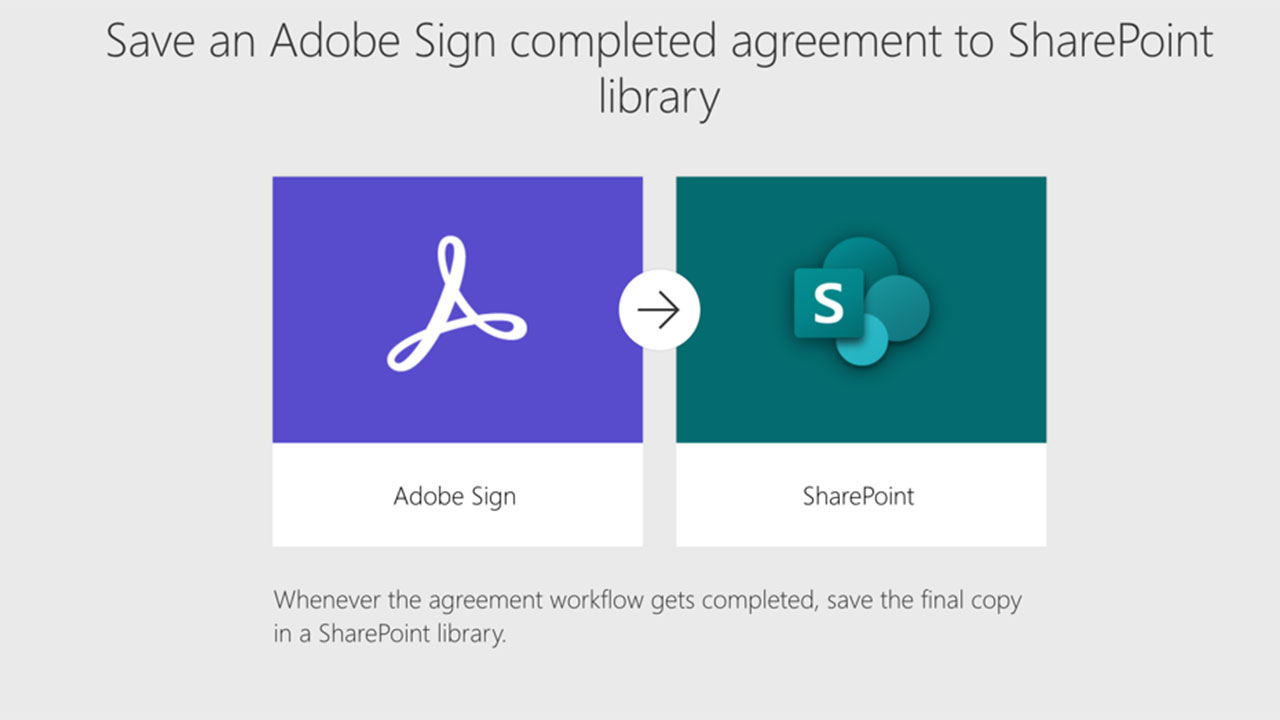 Save an Adobe Sign completed agreement to SharePoint
library
S
Adobe Sign
SharePoint
Whenever the agreement workflow gets completed, save the final copy
in a SharePoint library.